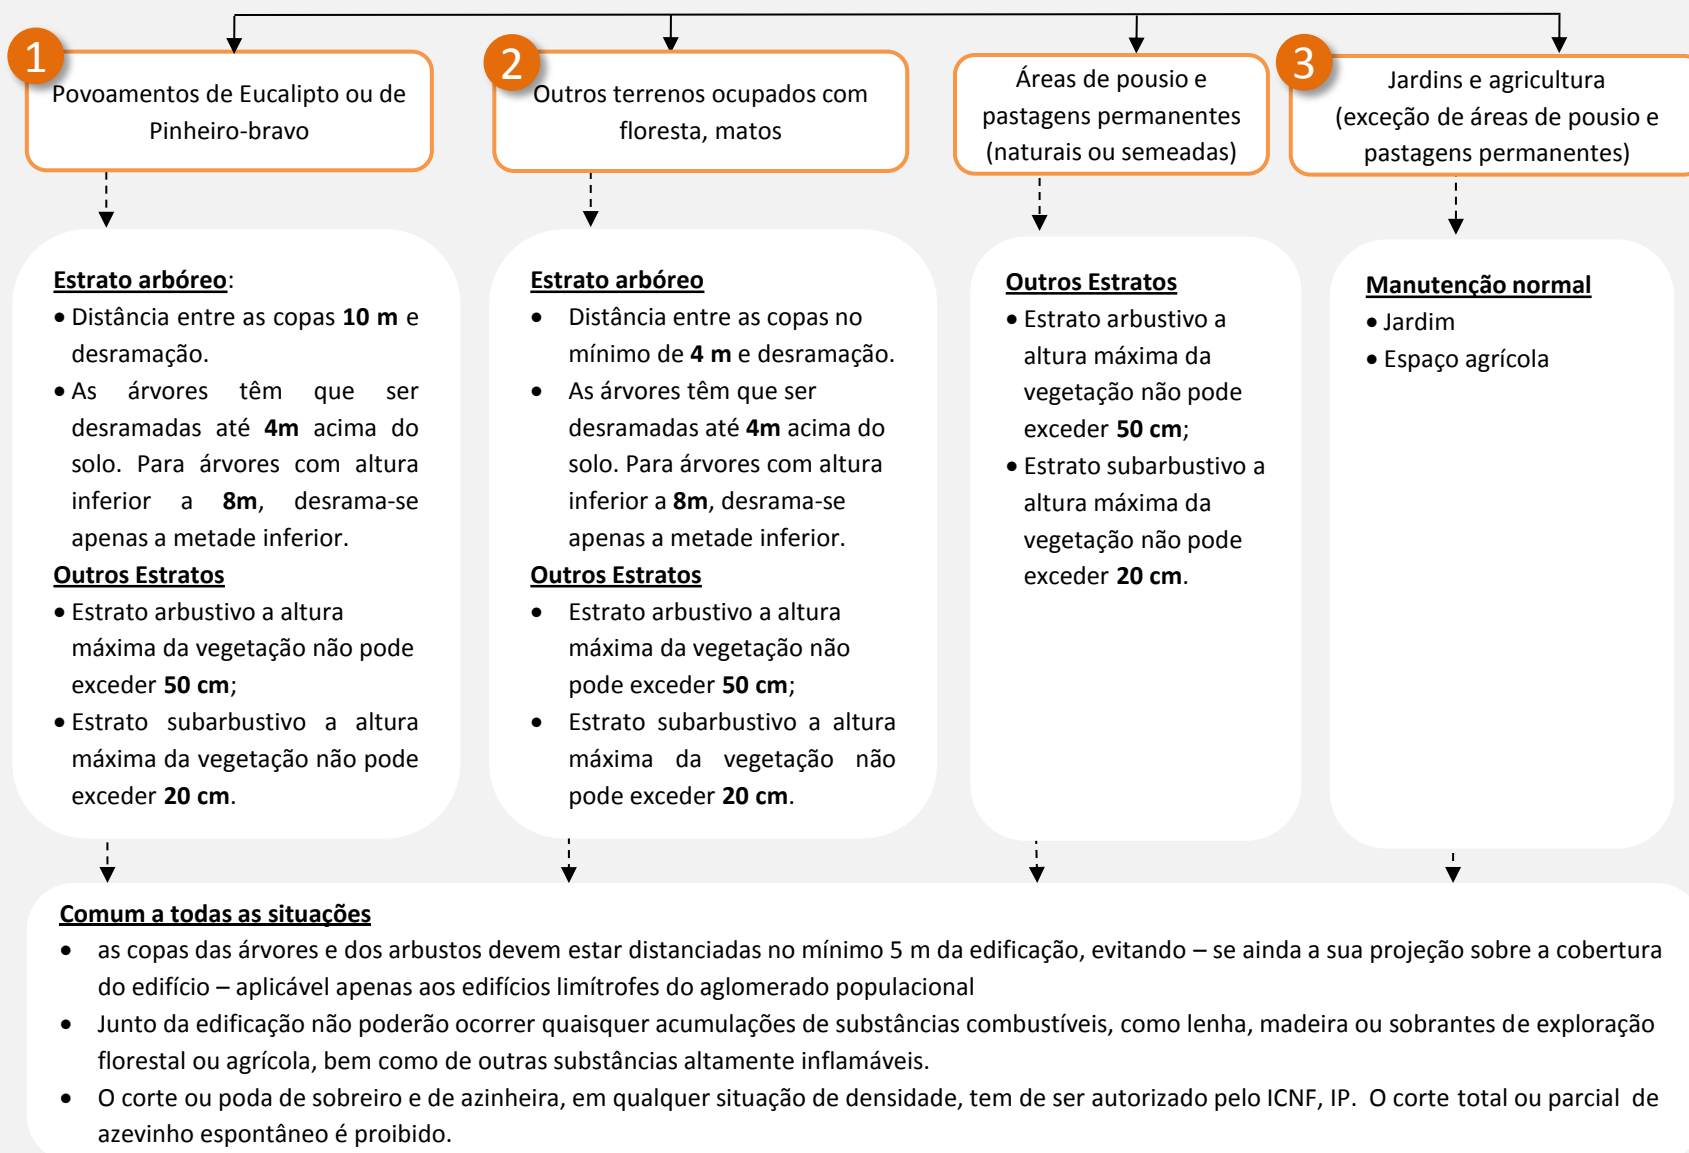 1
Povoamentos de Eucalipto ou de
Pinheiro-bravo
2
Outros terrenos ocupados com
floresta, matos
Áreas de pousio e
pastagens permanentes
(naturais ou semeadas)
3
Jardins e agricultura
(exceção de áreas de pousio e
pastagens permanentes)
Estrato arbóreo:
• Distância entre as copas 10 m e
desramação.
• As árvores têm que ser
desramadas até 4m acima do
solo. Para árvores com altura
inferior a 8m, desrama-se
apenas a metade inferior.
Outros Estratos
• Estrato arbustivo a altura
máxima da vegetação não pode
exceder 50 cm;
• Estrato subarbustivo a altura
máxima da vegetação não pode
exceder 20 cm.
Estrato arbóreo
• Distância entre as copas no
mínimo de 4 m e desramação.
• As árvores têm que ser
desramadas até 4m acima do
solo. Para árvores com altura
inferior a 8m, desrama-se
apenas a metade inferior.
Outros Estratos
• Estrato arbustivo a altura
máxima da vegetação não
pode exceder 50 cm;
• Estrato subarbustivo a altura
máxima da vegetação não
pode exceder 20 cm.
Outros Estratos
• Estrato arbustivo a
altura máxima da
vegetação não pode
exceder 50 cm;
• Estrato subarbustivo a
altura máxima da
vegetação não pode
exceder 20 cm.
Manutenção normal
• Jardim
• Espaço agrícola
Comum a todas as situações
• as copas das árvores e dos arbustos devem estar distanciadas no mínimo 5 m da edificação, evitando – se ainda a sua projeção sobre a cobertura
do edifício – aplicável apenas aos edifícios limítrofes do aglomerado populacional
• Junto da edificação não poderão ocorrer quaisquer acumulações de substâncias combustíveis, como lenha, madeira ou sobrantes de exploração
florestal ou agrícola, bem como de outras substâncias altamente inflamáveis.
• O corte ou poda de sobreiro e de azinheira, em qualquer situação de densidade, tem de ser autorizado pelo ICNF, IP. O corte total ou parcial de
azevinho espontâneo é proibido.